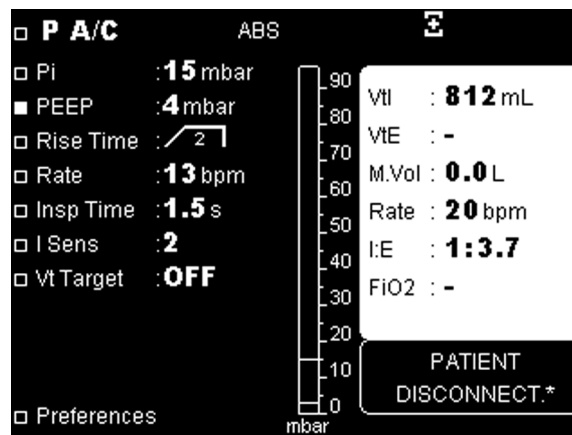 P A/C ABS
Pi :15 mbar
PEEP :4 mbar
Rise Time : 2
Rate :13 bpm
Insp Time :1.5 s
I Sens :2
Vt Target :OFF
Preferences
90
80
70
60
50
40
30
20
10
0
mbar
VtI : 812 mL
VtE : -
M.Vol : 0.0 L
Rate : 20 bpm
I:E : 1:3.7
FiO2 : -
PATIENT
DISCONNECT.*